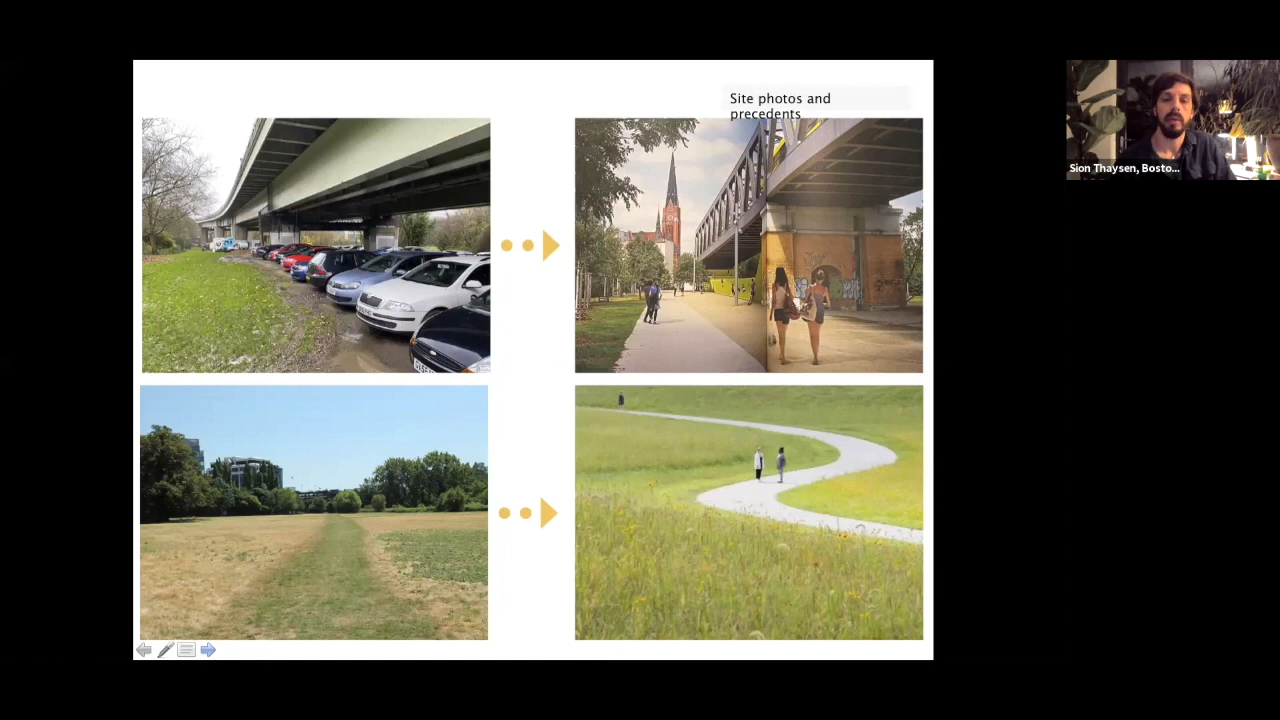 Site photos and
precedents
Sion Thaysen, Bosto...